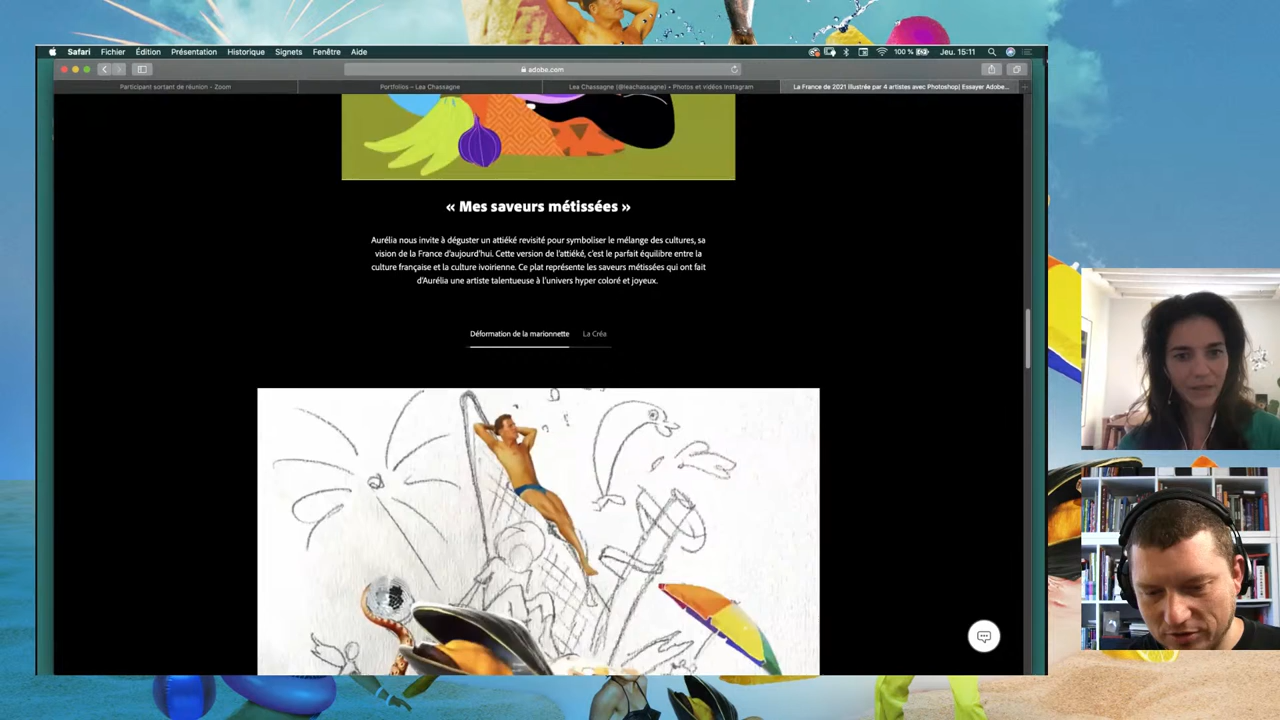 Safari Fichier Édition Présentation Historique Signets Fenêtre Aide 100 % Jeu. 15:11
adobe.com
Participant sortant de réunion - Zoom
Portfolios – Lea Chassagne
Lea Chassagne (@leachassagne) • Photos et vidéos Instagram
La France de 2021 illustrée par 4 artistes avec Photoshop| Essayer Adobe...
« Mes saveurs métissées »
Aurélia nous invite à déguster un attiéké revisité pour symboliser le mélange des cultures, sa
vision de la France d'aujourd'hui. Cette version de l'attiéké, c'est le parfait équilibre entre la
culture française et la culture ivoirienne. Ce plat représente les saveurs métissées qui ont fait
d'Aurélia une artiste talentueuse à l'univers hyper coloré et joyeux.
Déformation de la marionnette La Créa